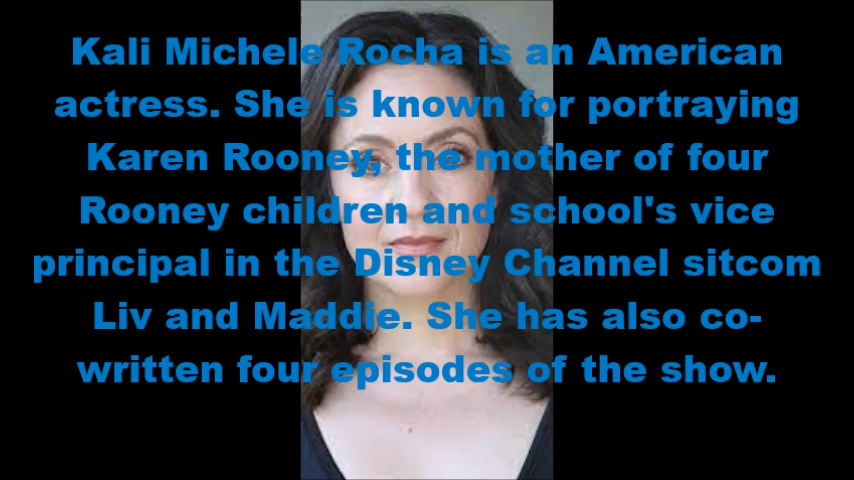 Kali Michele Rocha is an American
actress. She is known for portraying
Karen Rooney, the mother of four
Rooney children and school's vice
principal in the Disney Channel sitcom
Liv and Maddie. She has also co-
written four episodes of the show.